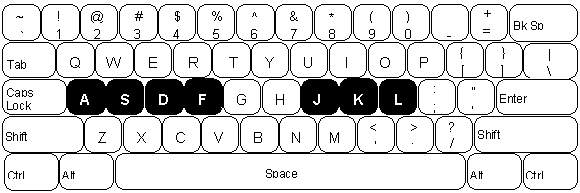 ~ ! @ # $ % ^ & * ( ) + Bk Sp
` 1 2 3 4 5 6 7 8 9 0 - =
Tab Q W E R T Y U I O P { } |
[ ] \
Caps Lock A S D F G H J K L : " Enter
; '
Shift Z X C V B N M < > ? Shift
, . /
Ctrl Alt Space Alt Ctrl